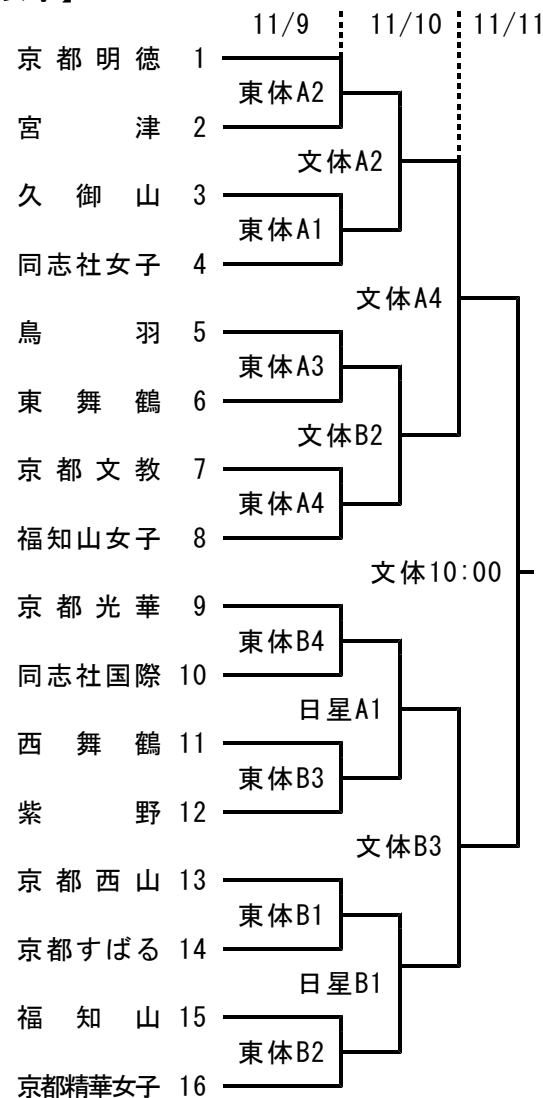 11/9 11/10 11/11
京都明徳 1
東体A2
宮津 2
文体A2
久御山 3
東体A1
同志社女子 4
文体A4
鳥羽 5
東体A3
東舞鶴 6
文体B2
京都文教 7
東体A4
福知山女子 8
文体10:00
京都光華 9
東体B4
同志社国際 10
日星A1
西舞鶴 11
東体B3
紫野 12
文体B3
京都西山 13
東体B1
京都すばる 14
日星B1
福知山 15
東体B2
京都精華女子 16